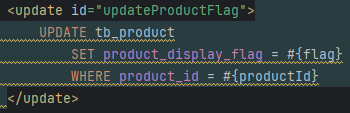 <update id="updateProductFlag">
UPDATE tb_product
SET product_display_flag = #{flag}
WHERE product_id = #{productId}
</update>